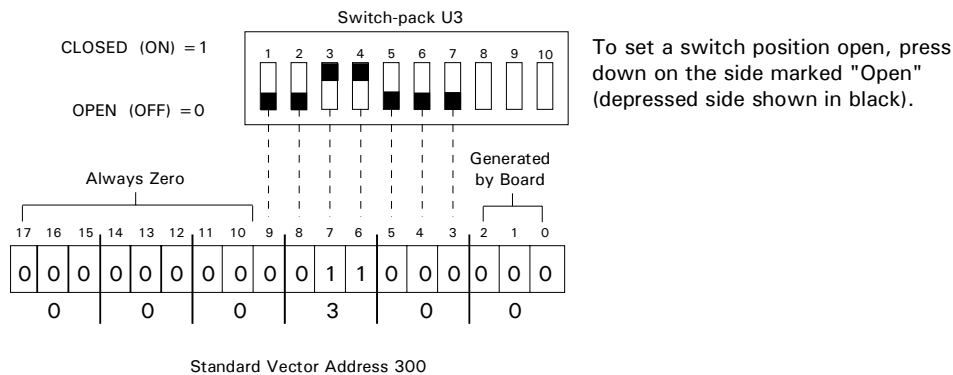 Switch-pack U3
CLOSED (ON) =1
1 2 3 4 5 6 7 8 9 10
OPEN (OFF) =0
To set a switch position open, press
down on the side marked "Open"
(depressed side shown in black).
Always Zero
Generated
by Board
17 16 15 14 13 12 11 10 9 8 7 6 5 4 3 2 1 0
0 0 0 0 0 0 0 0 0 0 1 1 0 0 0 0 0 0
0 0 0 3 0 0
Standard Vector Address 300